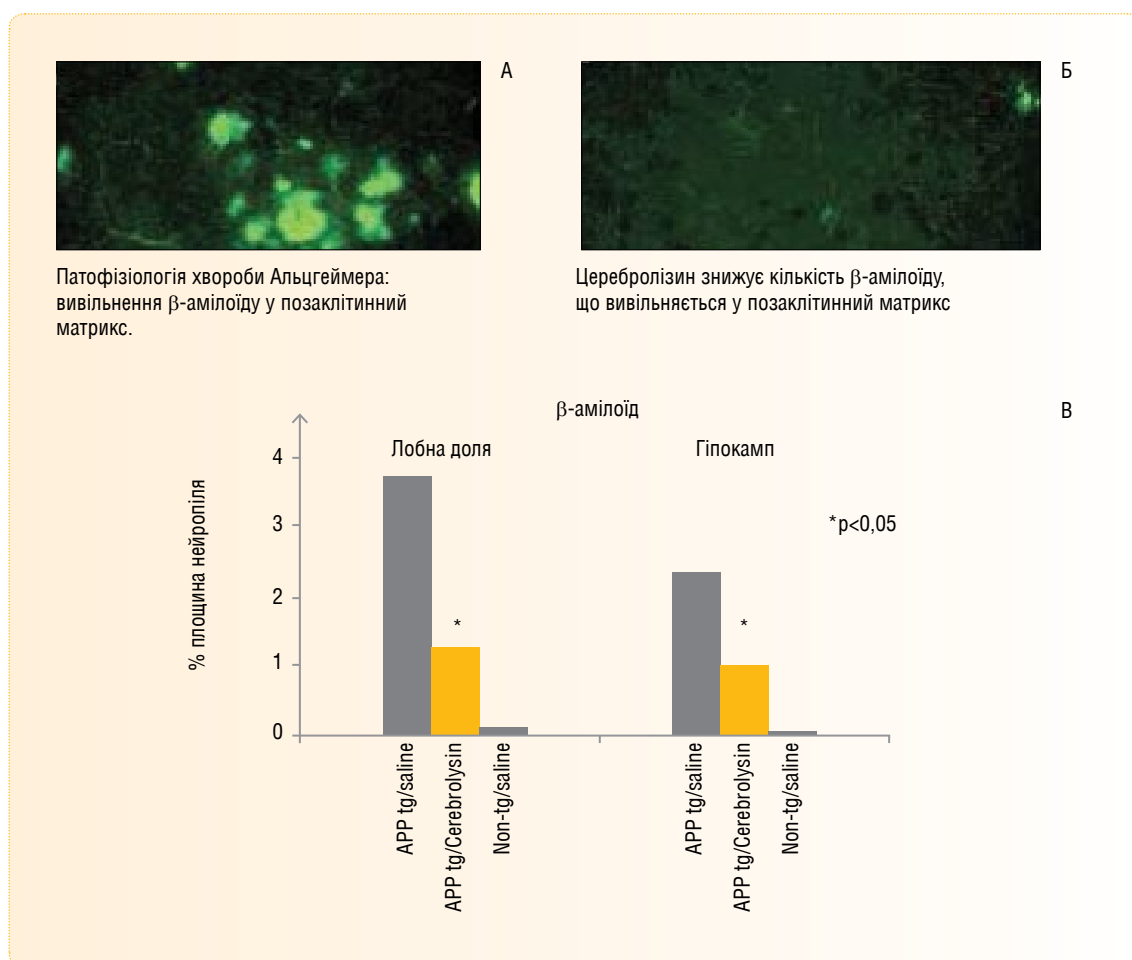 А
Б
Патофізіологія хвороби Альцгеймера:
вивільнення β-амілоїду у позаклітинний
матрикс.
Церебролізин знижує кількість β-амілоїду,
що вивільняється у позаклітинний матрикс
β-амілоїд
В
Лобна доля
Гіпокамп
*p<0,05
% площина нейропіля
4
3
2
1
0
*
*
APP tg/saline
APP tg/Cerebrolysin
Non-tg/saline
APP tg/saline
APP tg/Cerebrolysin
Non-tg/saline